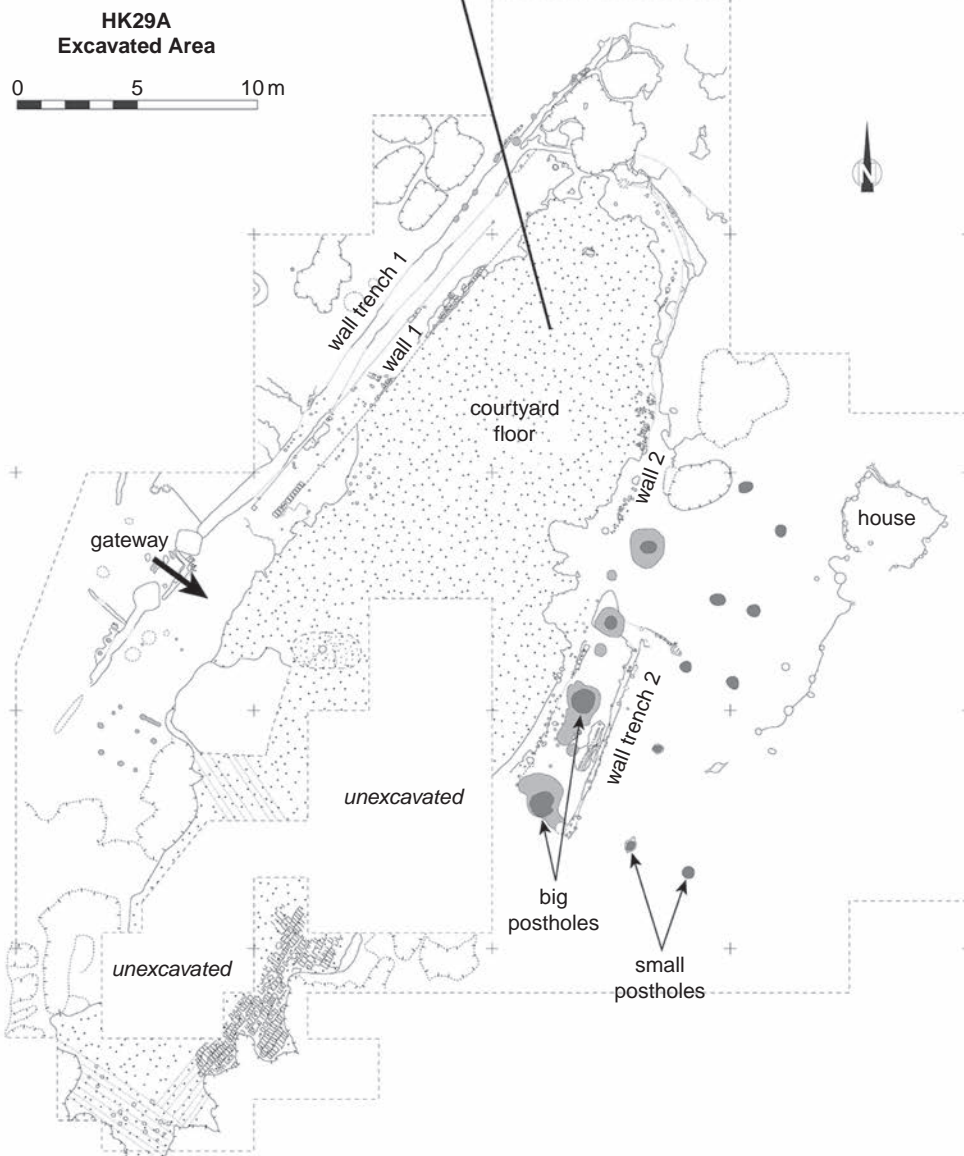 HK29A
Excavated Area
0 5 10 m
N
wall trench 1
wall 1
courtyard
floor
wall 2
house
gateway
wall trench 2
unexcavated
big
postholes
unexcavated
small
postholes